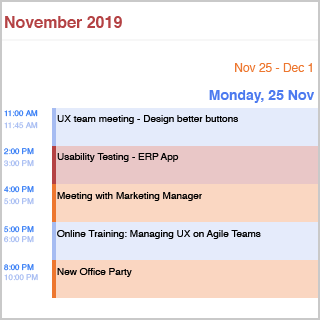 November 2019
Nov 25 - Dec 1
Monday, 25 Nov
11:00 AM
11:45 AM
UX team meeting - Design better buttons
2:00 PM
3:00 PM
Usability Testing - ERP App
4:00 PM
5:00 PM
Meeting with Marketing Manager
5:00 PM
6:00 PM
Online Training: Managing UX on Agile Teams
8:00 PM
10:00 PM
New Office Party